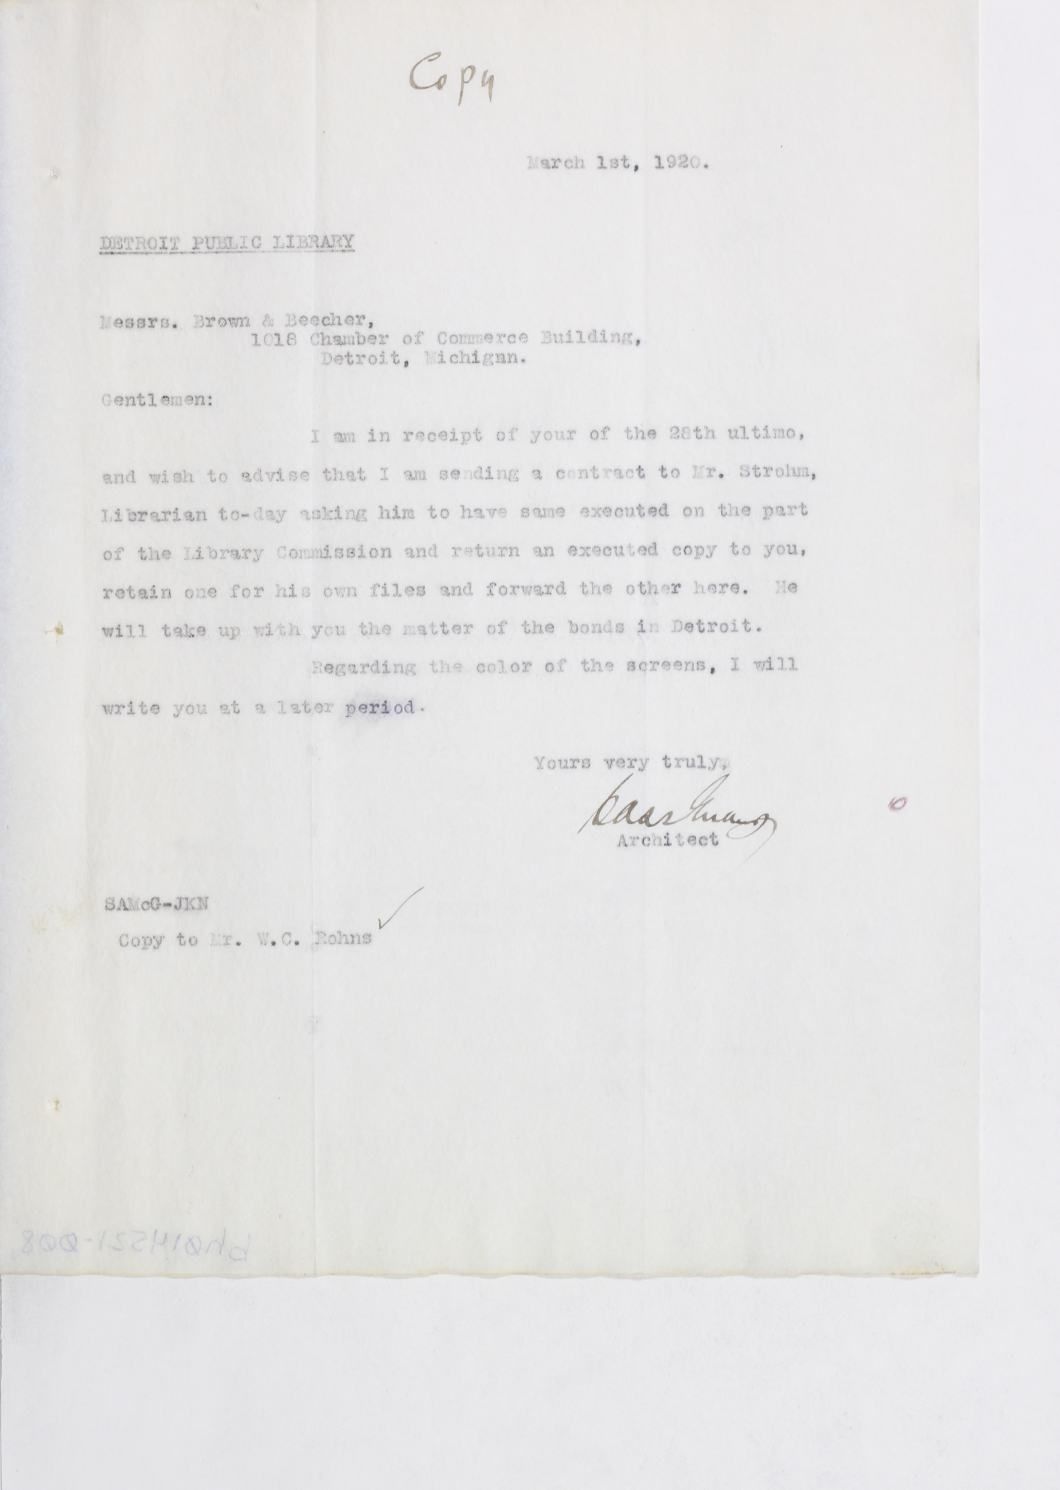 Copy
March 1st, 1920.
DETROIT PUBLIC LIBRARY
Messrs. Brown & Beecher,
1018 Chamber of Commerce Building,
Detroit, Michigan.
Gentlemen:
I am in receipt of your of the 28th ultimo,
and wish to advise that I am sending a contract to Mr. Strohm,
Librarian to-day asking him to have same executed on the part
of the Library Commission and return an executed copy to you,
retain one for his own files and forward the other here. He
will take up with you the matter of the bonds in Detroit.
Regarding the color of the screens, I will
write you at a later period.
Yours very truly,
Architect
SAMcG-JKN
Copy to Mr. W.C. Rohns